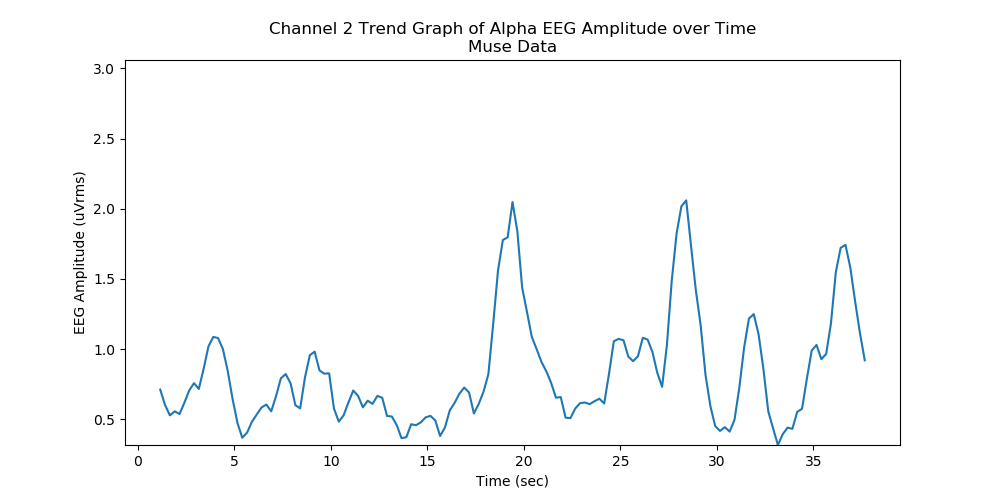 Channel 2 Trend Graph of Alpha EEG Amplitude over Time
Muse Data
EEG Amplitude (uVrms)
3.0
2.5
2.0
1.5
1.0
0.5
0 5 10 15 20 25 30 35
Time (sec)